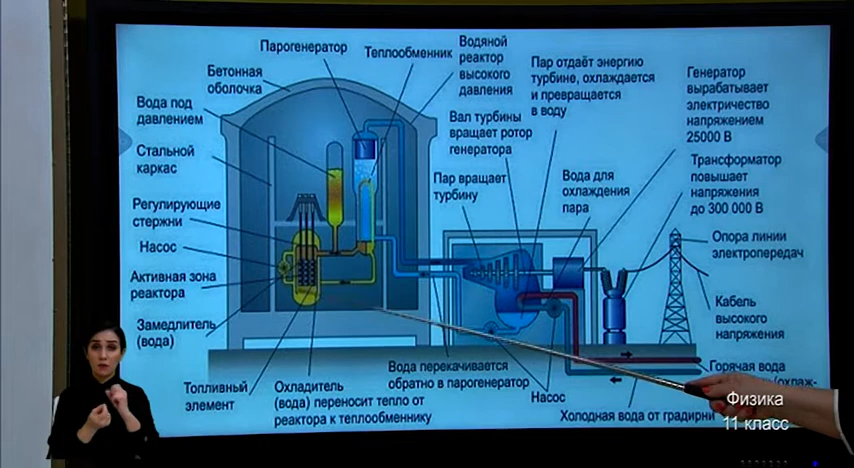 Парогенератор
Теплообменник
Водяной
реактор
высокого
давления
Пар отдаёт энергию
турбине, охлаждается
и превращается
в воду
Генератор
вырабатывает
электричество
напряжением
25000 В
Бетонная
оболочка
Вода под
давлением
Вал турбины
вращает ротор
генератора
Стальной
каркас
Пар вращает
турбину
Вода для
охлаждения
пара
Трансформатор
повышает
напряжения
до 300 000 В
Регулирующие
стержни
Насос
Опора линии
электропередач
Активная зона
реактора
Замедлитель
(вода)
Кабель
высокого
напряжения
Топливный
элемент
Охладитель
(вода) переносит тепло от
реактора к теплообменнику
Вода перекачивается
обратно в парогенератор
Насос
Горячая вода
(охлаж-
Холодная вода от градирни
Физика
11 класс